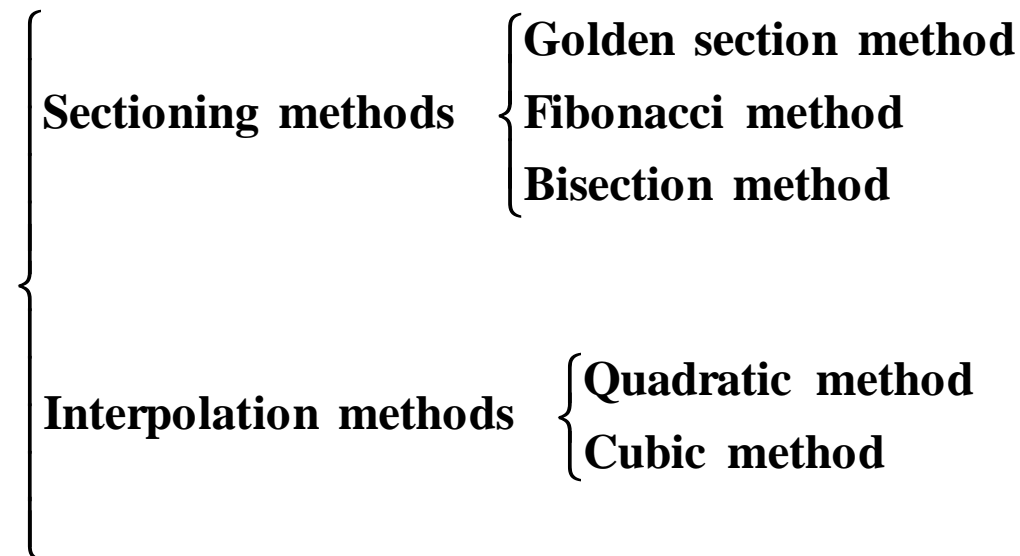 Golden section method
Sectioning methods
Fibonacci method
Bisection method
Quadratic method
Interpolation methods
Cubic method